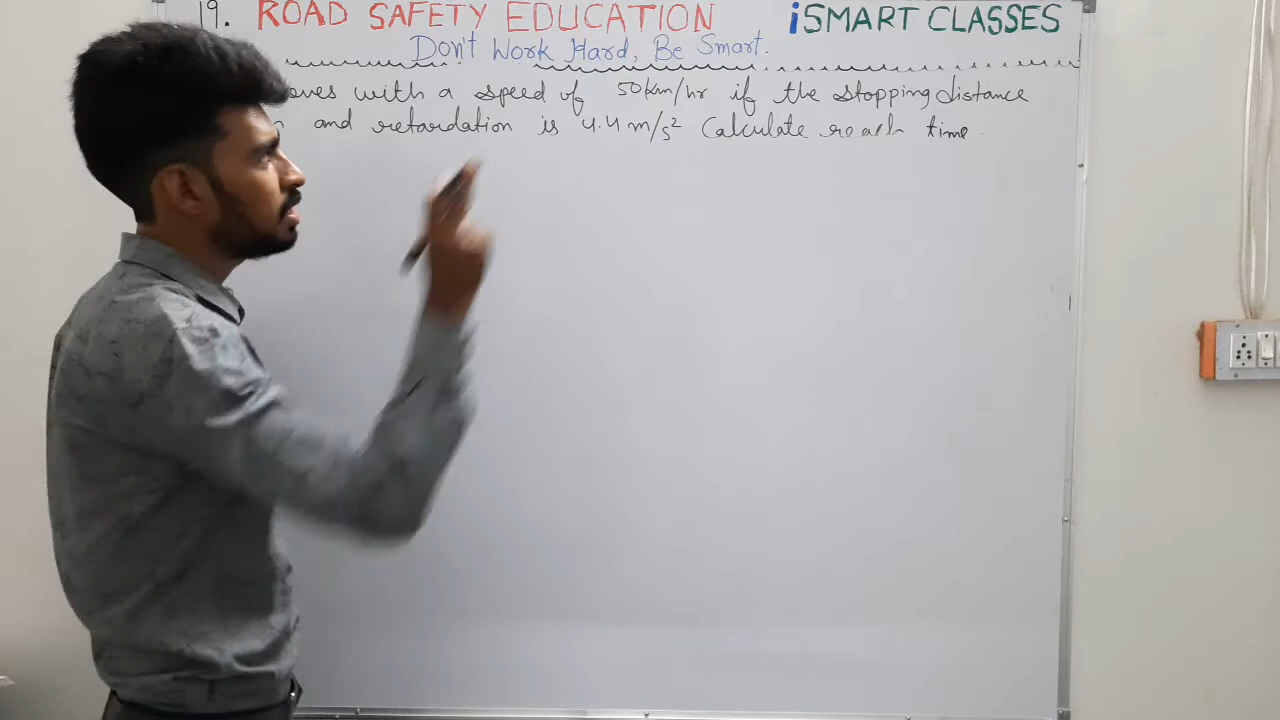 19. ROAD SAFETY EDUCATION iSMART CLASSES
Don't Work Hard, Be Smart.
oves with a speed of 50km/hr if the stopping distance
and retardation is 4.4 m/s² Calculate reach time.